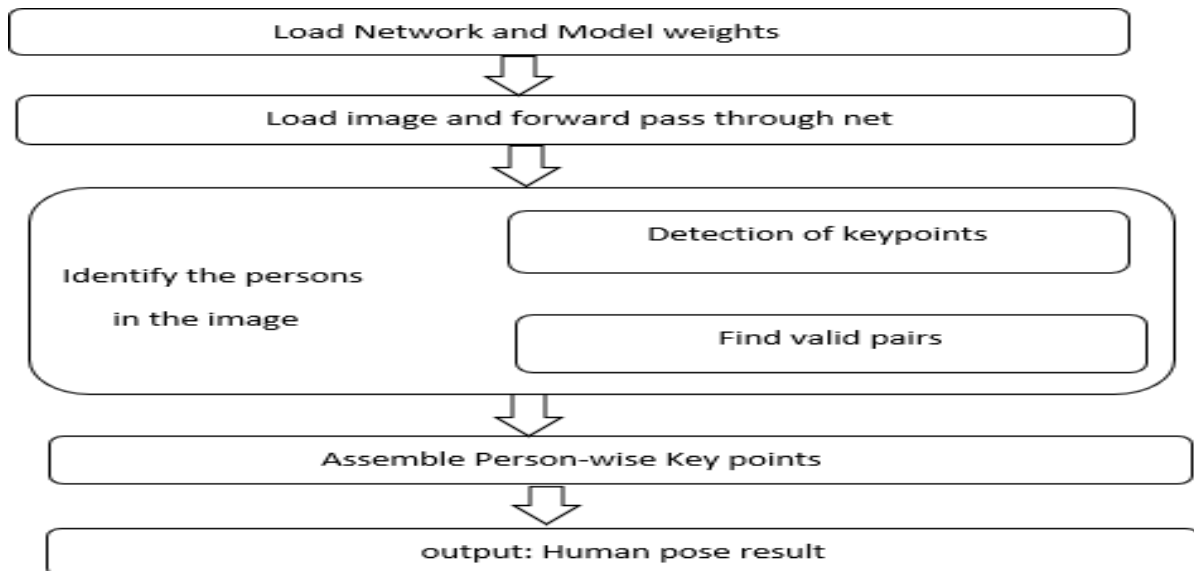 Load Network and Model weights
Load image and forward pass through net
Identify the persons
in the image
Detection of keypoints
Find valid pairs
Assemble Person-wise Key points
output: Human pose result